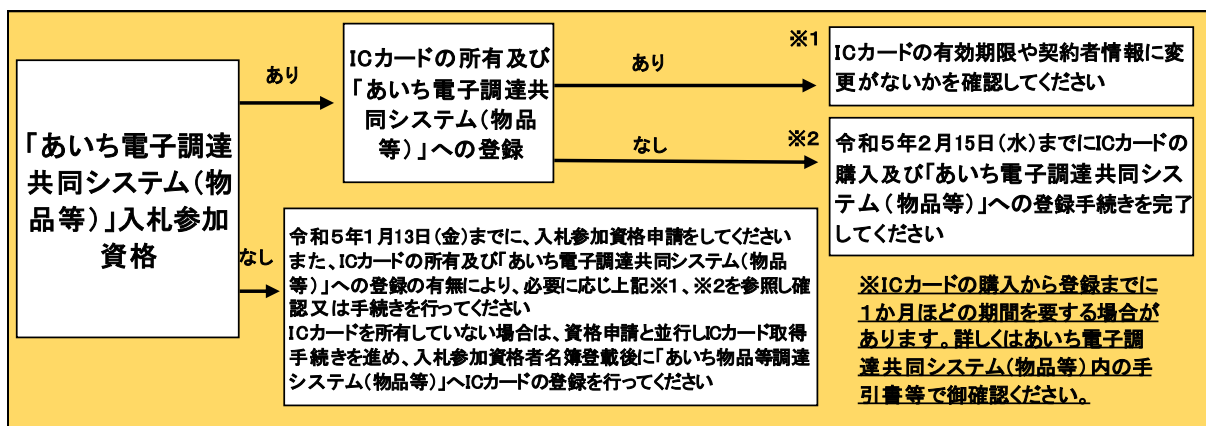 「あいち電子調達
共同システム(物
品等)」入札参加
資格
あり
ICカードの所有及び
「あいち電子調達共
同システム(物品
等)」への登録
あり
※1
ICカードの有効期限や契約者情報に変
更がないかを確認してください
なし
※2
令和5年2月15日(水)までにICカードの
購入及び「あいち電子調達共同シス
テム(物品等)」への登録手続きを完了
してください
なし
令和5年1月13日(金)までに、入札参加資格申請をしてください
また、ICカードの所有及び「あいち電子調達共同システム(物品
等)」への登録の有無により、必要に応じ上記※1、※2を参照し確
認又は手続きを行ってください
ICカードを所有していない場合は、資格申請と並行しICカード取得
手続きを進め、入札参加資格者名簿登載後に「あいち物品等調達
システム(物品等)」へICカードの登録を行ってください
※ICカードの購入から登録までに
1か月ほどの期間を要する場合が
あります。詳しくはあいち電子調
達共同システム(物品等)内の手
引書等で御確認ください。